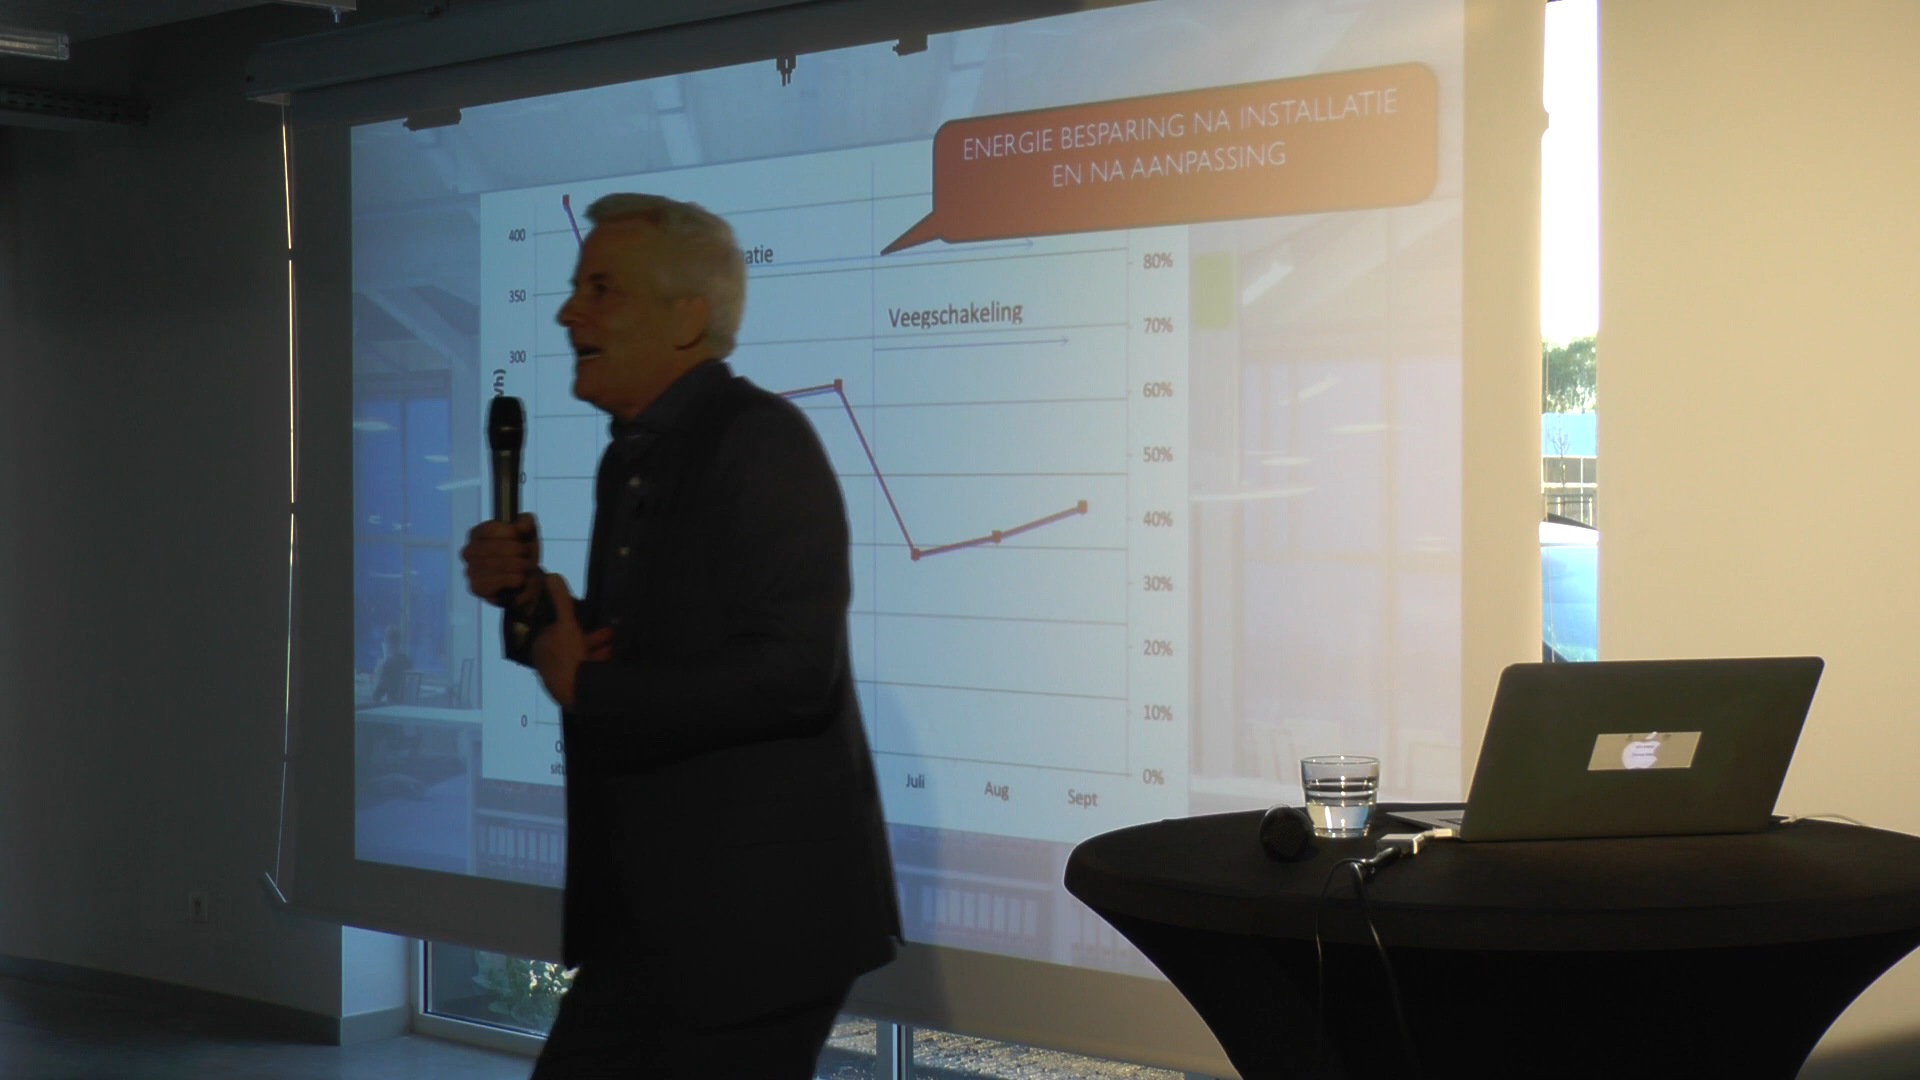 ENERGIE BESPARING NA INSTALLATIE
EN NA AANPASSING
400
350
300
0
80%
70%
60%
50%
40%
30%
20%
10%
0%
Veegschakeling
Juli
Aug
Sept